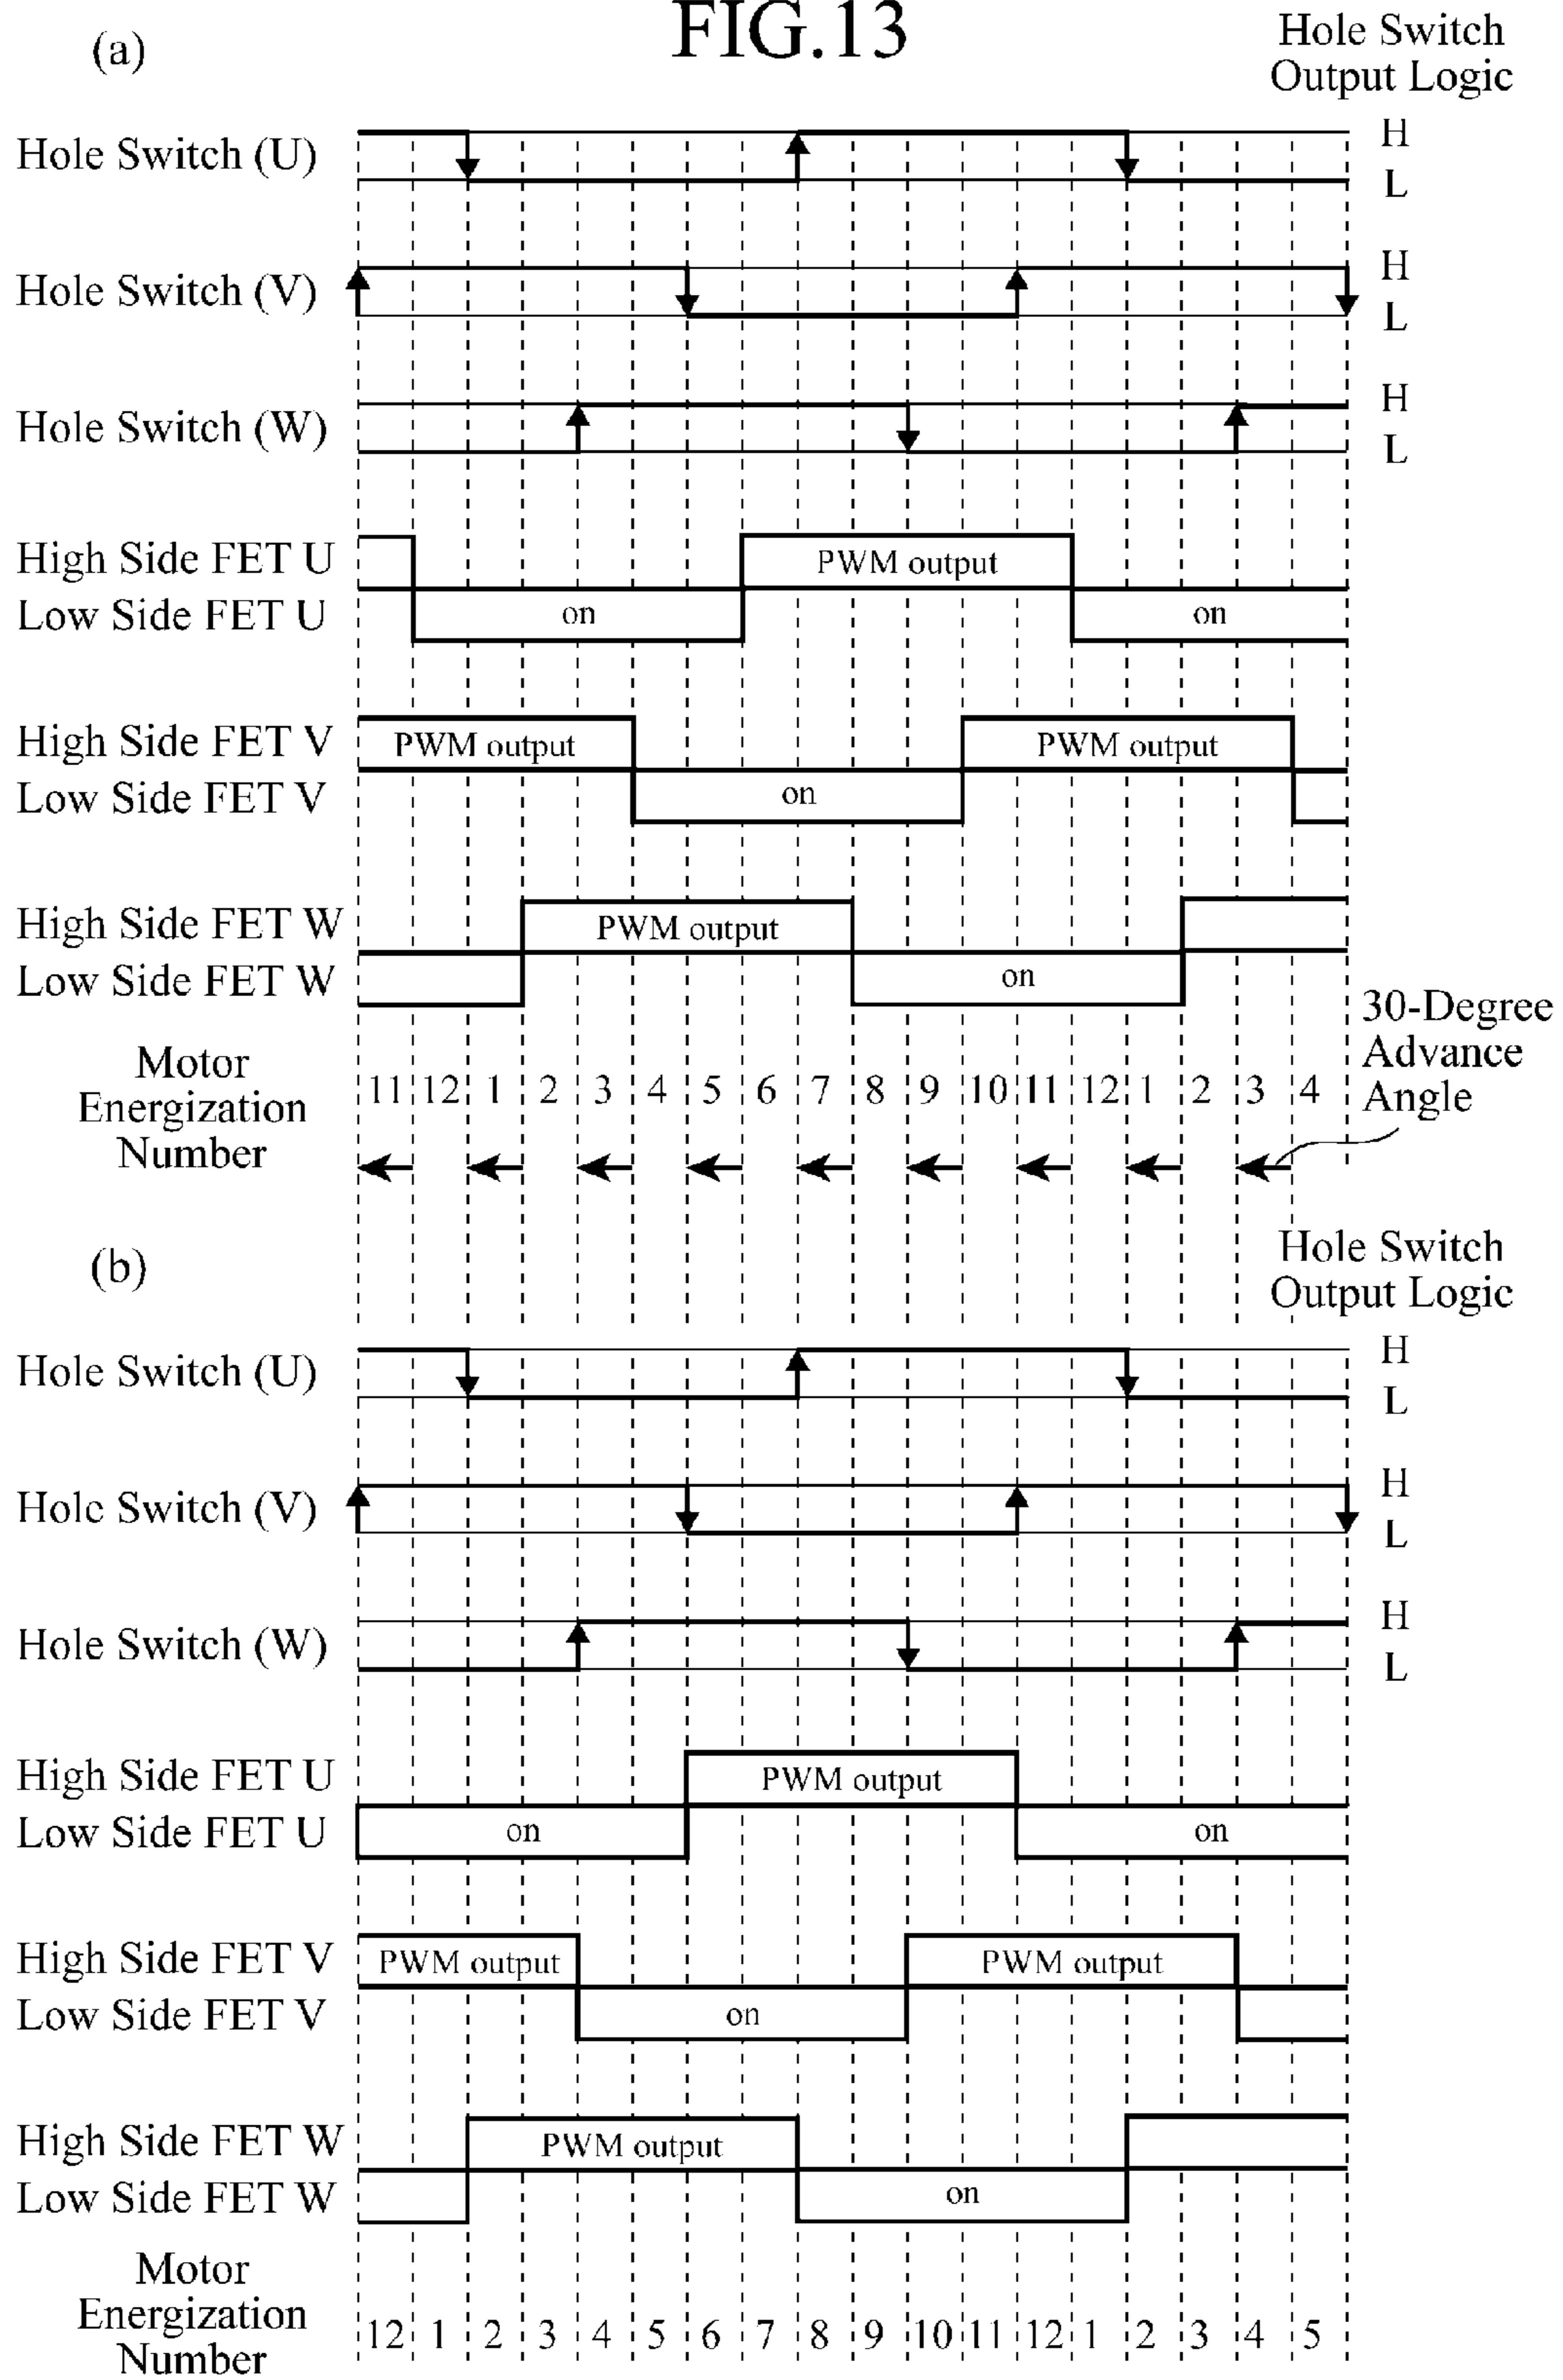 FIG.13
(a)
Hole Switch
Output Logic
Hole Switch (U)
H
L
Hole Switch (V)
H
L
Hole Switch (W)
H
L
High Side FET U
PWM output
Low Side FET U
on
on
High Side FET V
PWM output
PWM output
Low Side FET V
on
High Side FET W
PWM output
Low Side FET W
on
30-Degree
Advance
Angle
Motor
Energization
Number
11 12 1 2 3 4 5 6 7 8 9 10 11 12 1 2 3 4
(b)
Hole Switch
Output Logic
Hole Switch (U)
H
L
Holc Switch (V)
H
L
Hole Switch (W)
H
L
High Side FET U
PWM output
Low Side FET U
on
on
High Side FET V
PWM output
PWM output
Low Side FET V
on
High Side FET W
PWM output
Low Side FET W
on
Motor
Energization
Number
12 1 2 3 4 5 6 7 8 9 10 11 12 1 2 3 4 5